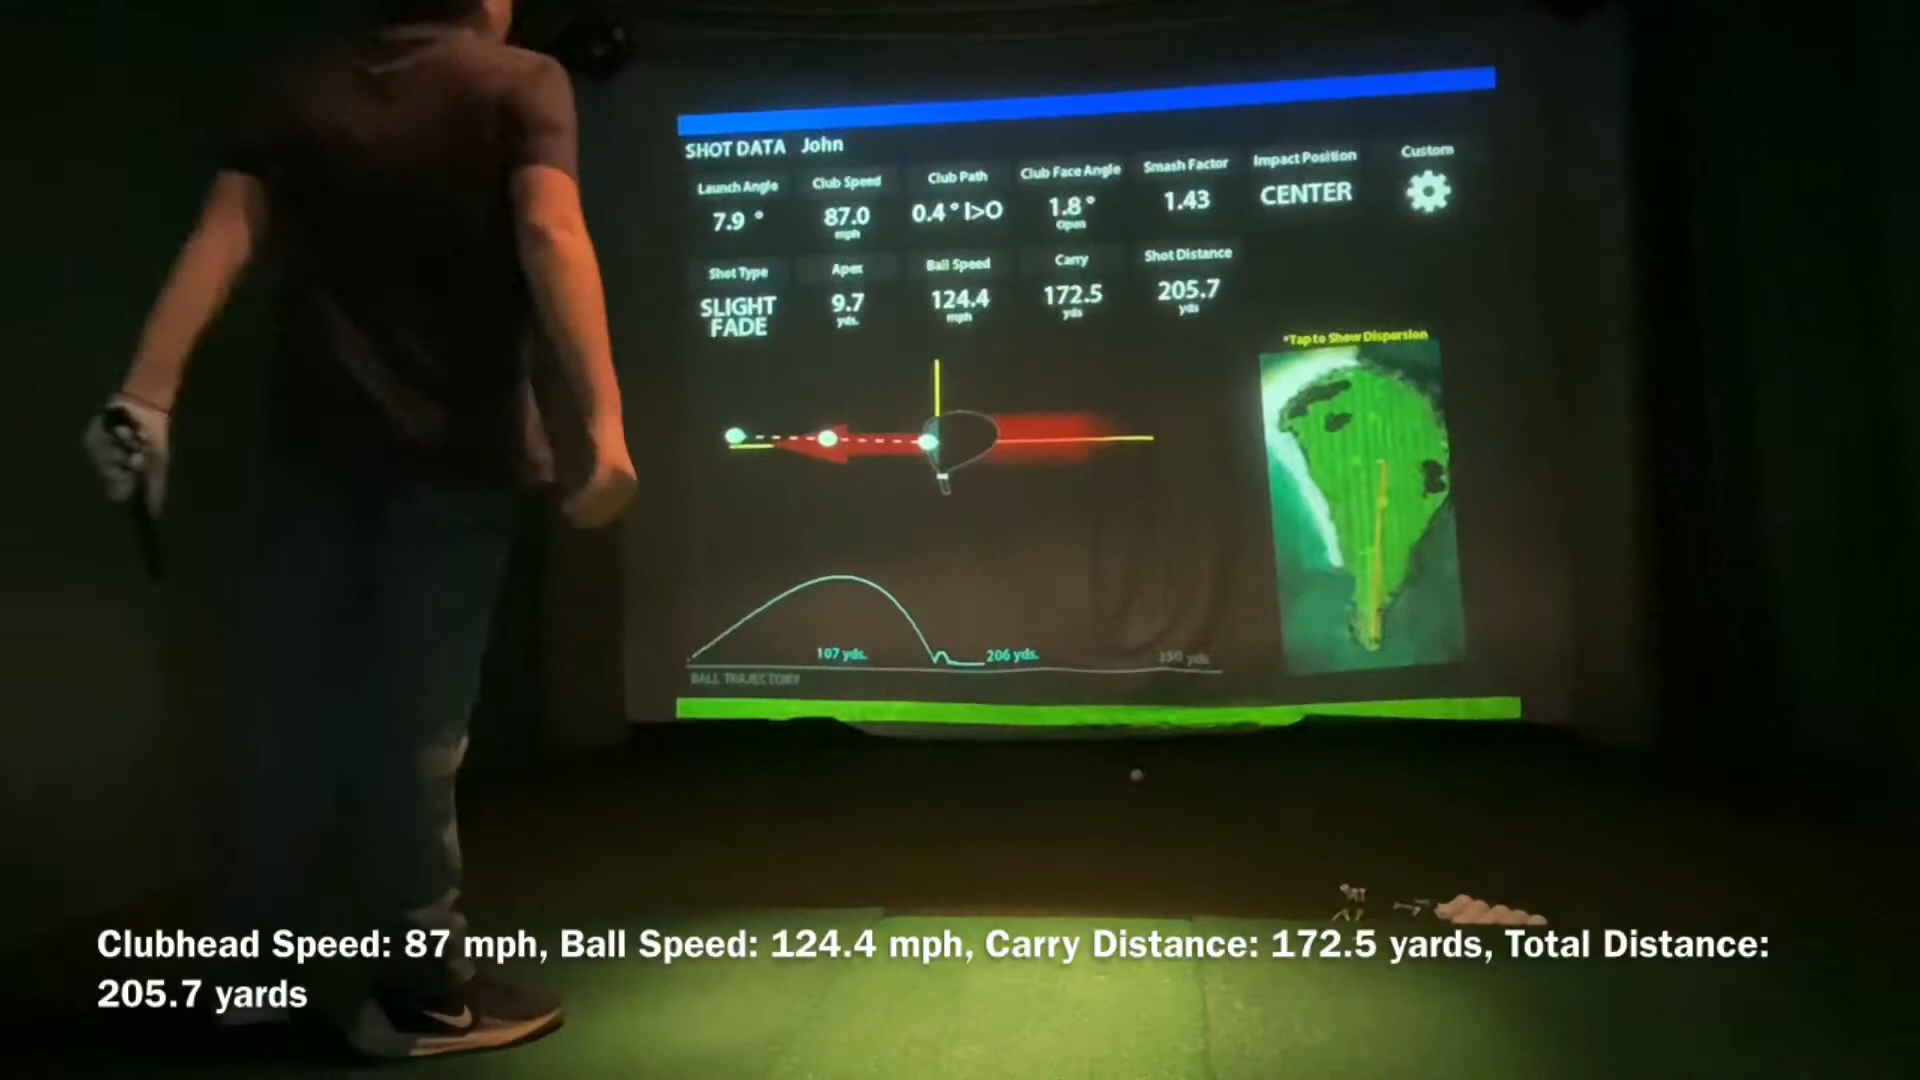 SHOT DATA John
Launch Angle Club Speed Club Path Club Face Angle Smash Factor Impact Position Custom
7.9 ° 87.0 0.4° I>O 1.8° 1.43 CENTER
mph Open
Shot Type Apex Ball Speed Carry Shot Distance
SLIGHT 9.7 124.4 172.5 205.7
FADE yds. mph yds yds
*Tap to Show Dispersion
107 yds. 206 yds. 350 yds.
BALL TRAJECTORY
Clubhead Speed: 87 mph, Ball Speed: 124.4 mph, Carry Distance: 172.5 yards, Total Distance:
205.7 yards